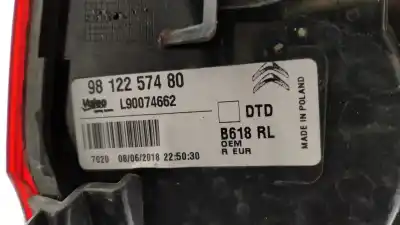 98 122 574 80
Valeo L90074662
DTD
B618 RL
OEM
R EUR
MADE IN POLAND
7020 08/06/2018 22:50:30